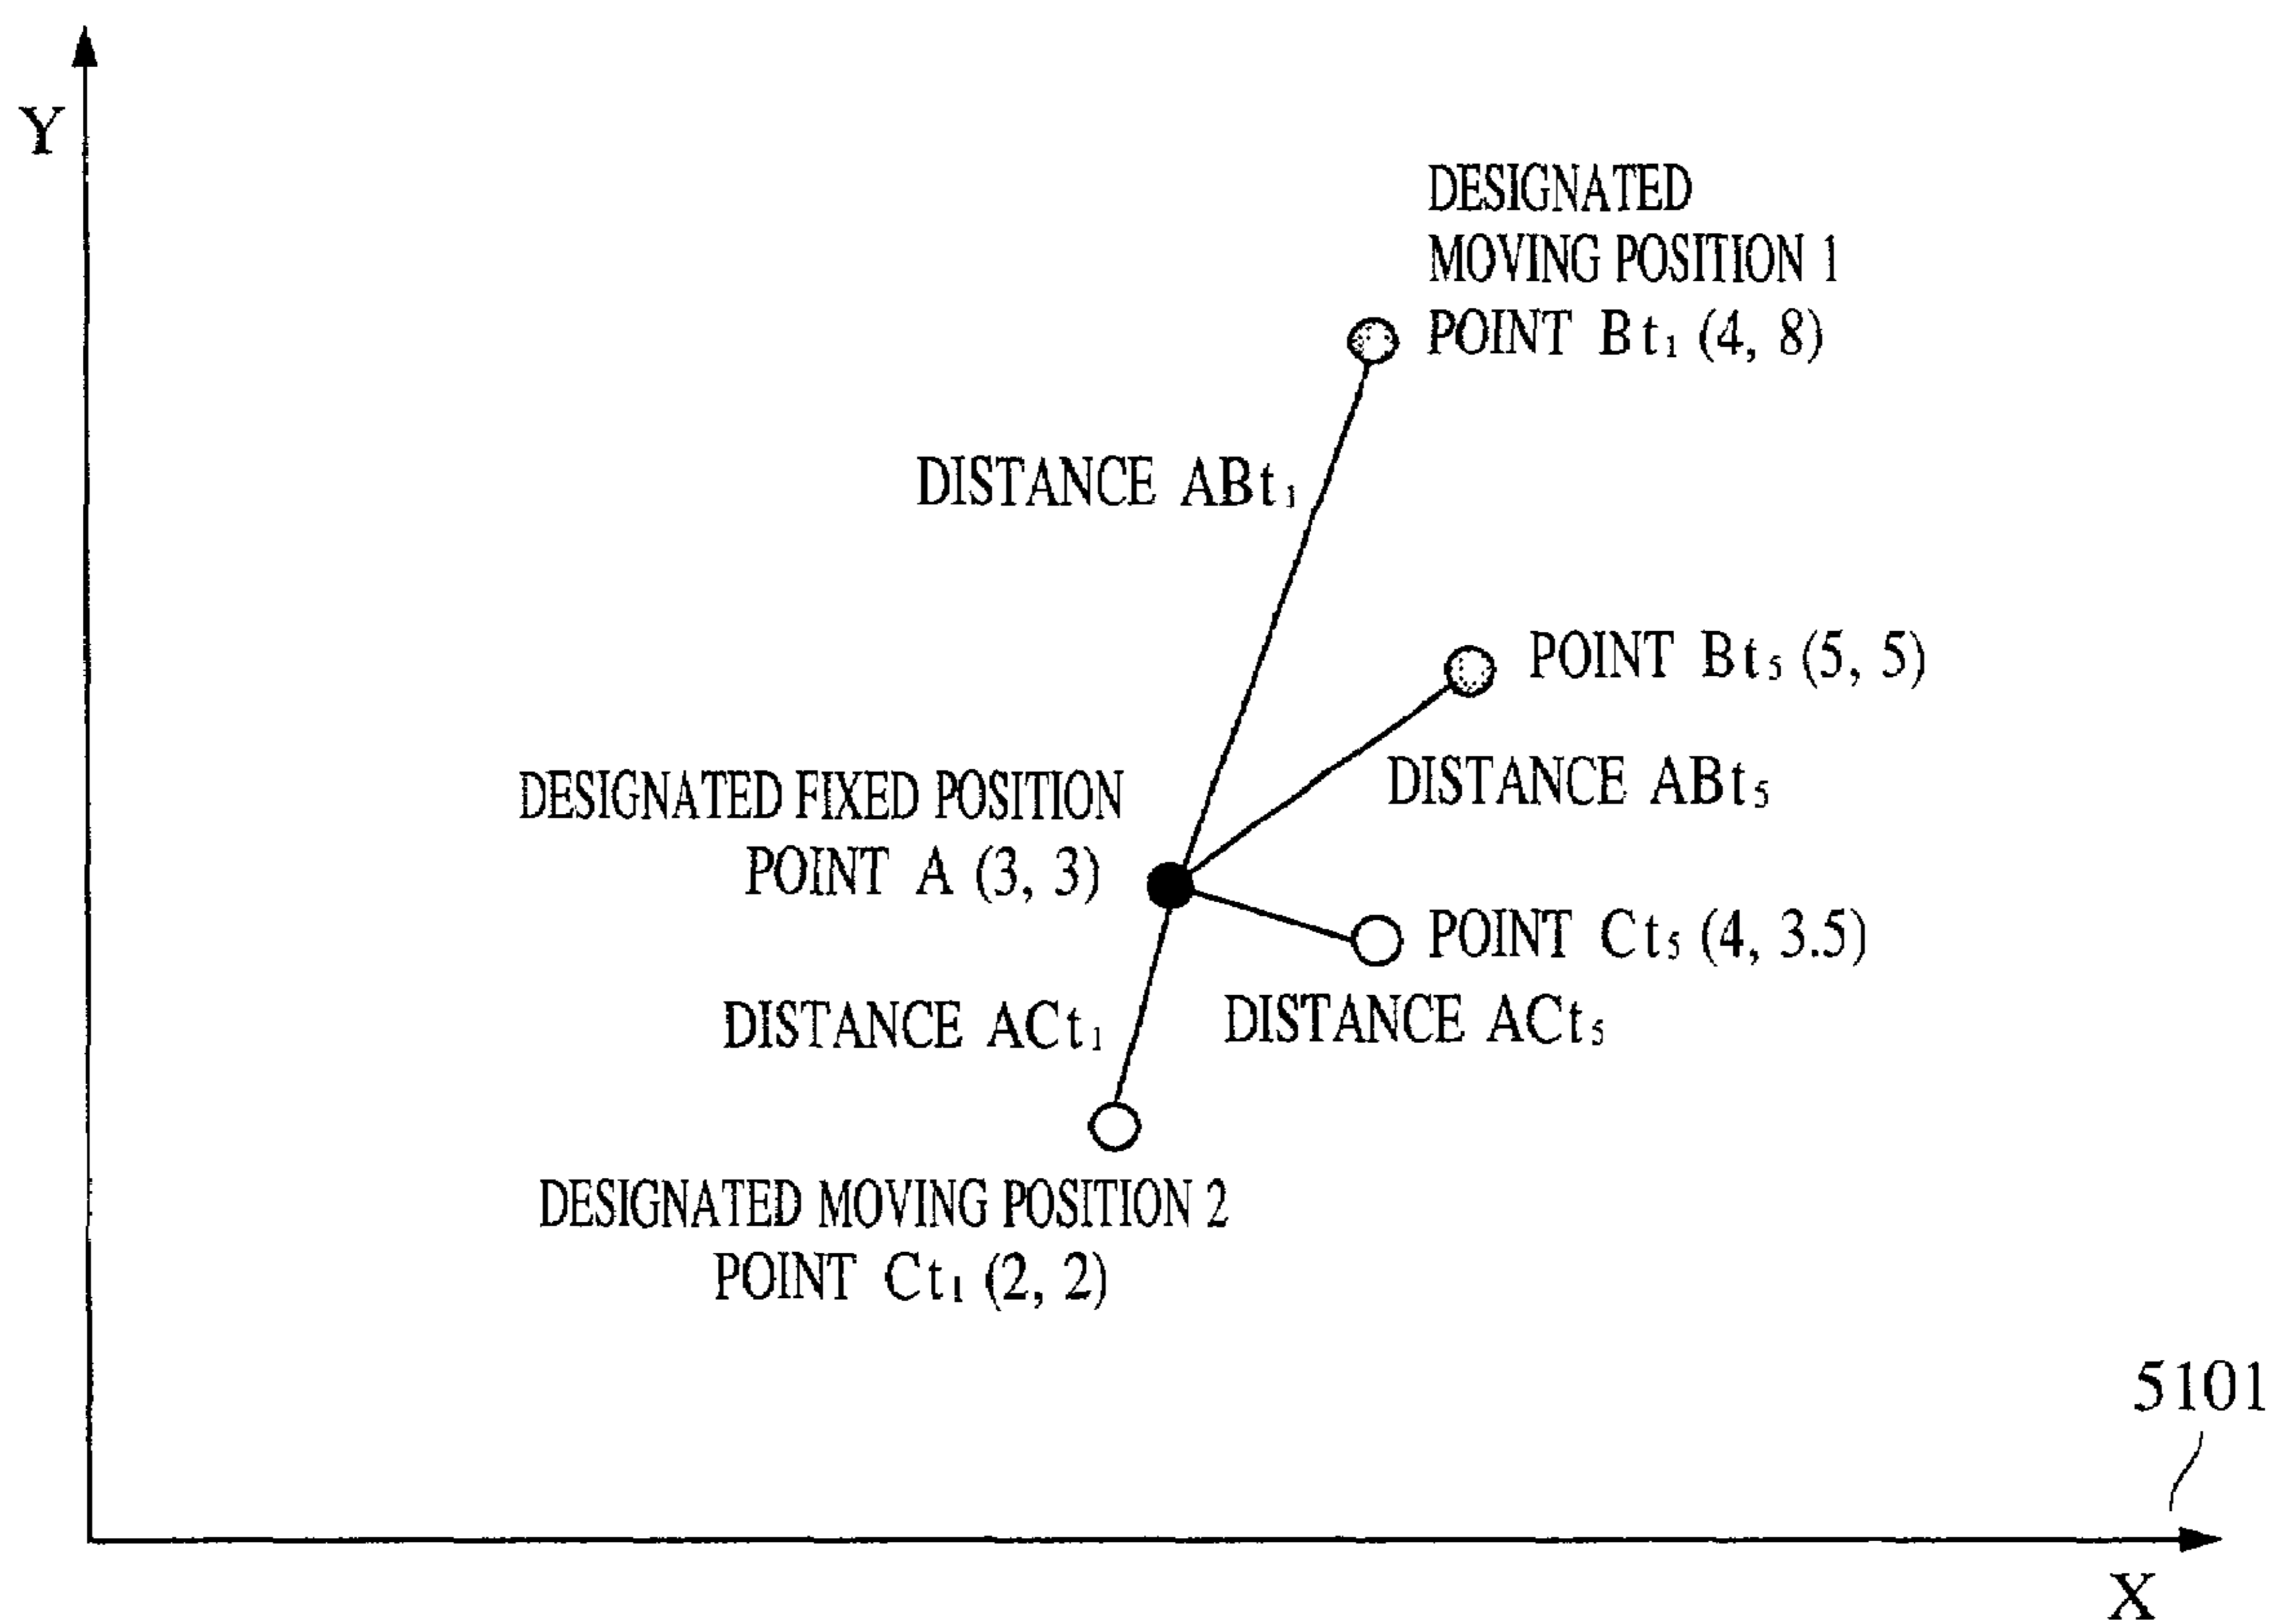 Y
DESIGNATED
MOVING POSITION 1
POINT Bt₁ (4, 8)
DISTANCE ABt₁
POINT Bt₅ (5, 5)
DISTANCE ABt₅
DESIGNATED FIXED POSITION
POINT A (3, 3)
POINT Ct₅ (4, 3.5)
DISTANCE ACt₁
DISTANCE ACt₅
DESIGNATED MOVING POSITION 2
POINT Ct₁ (2, 2)
5101
X